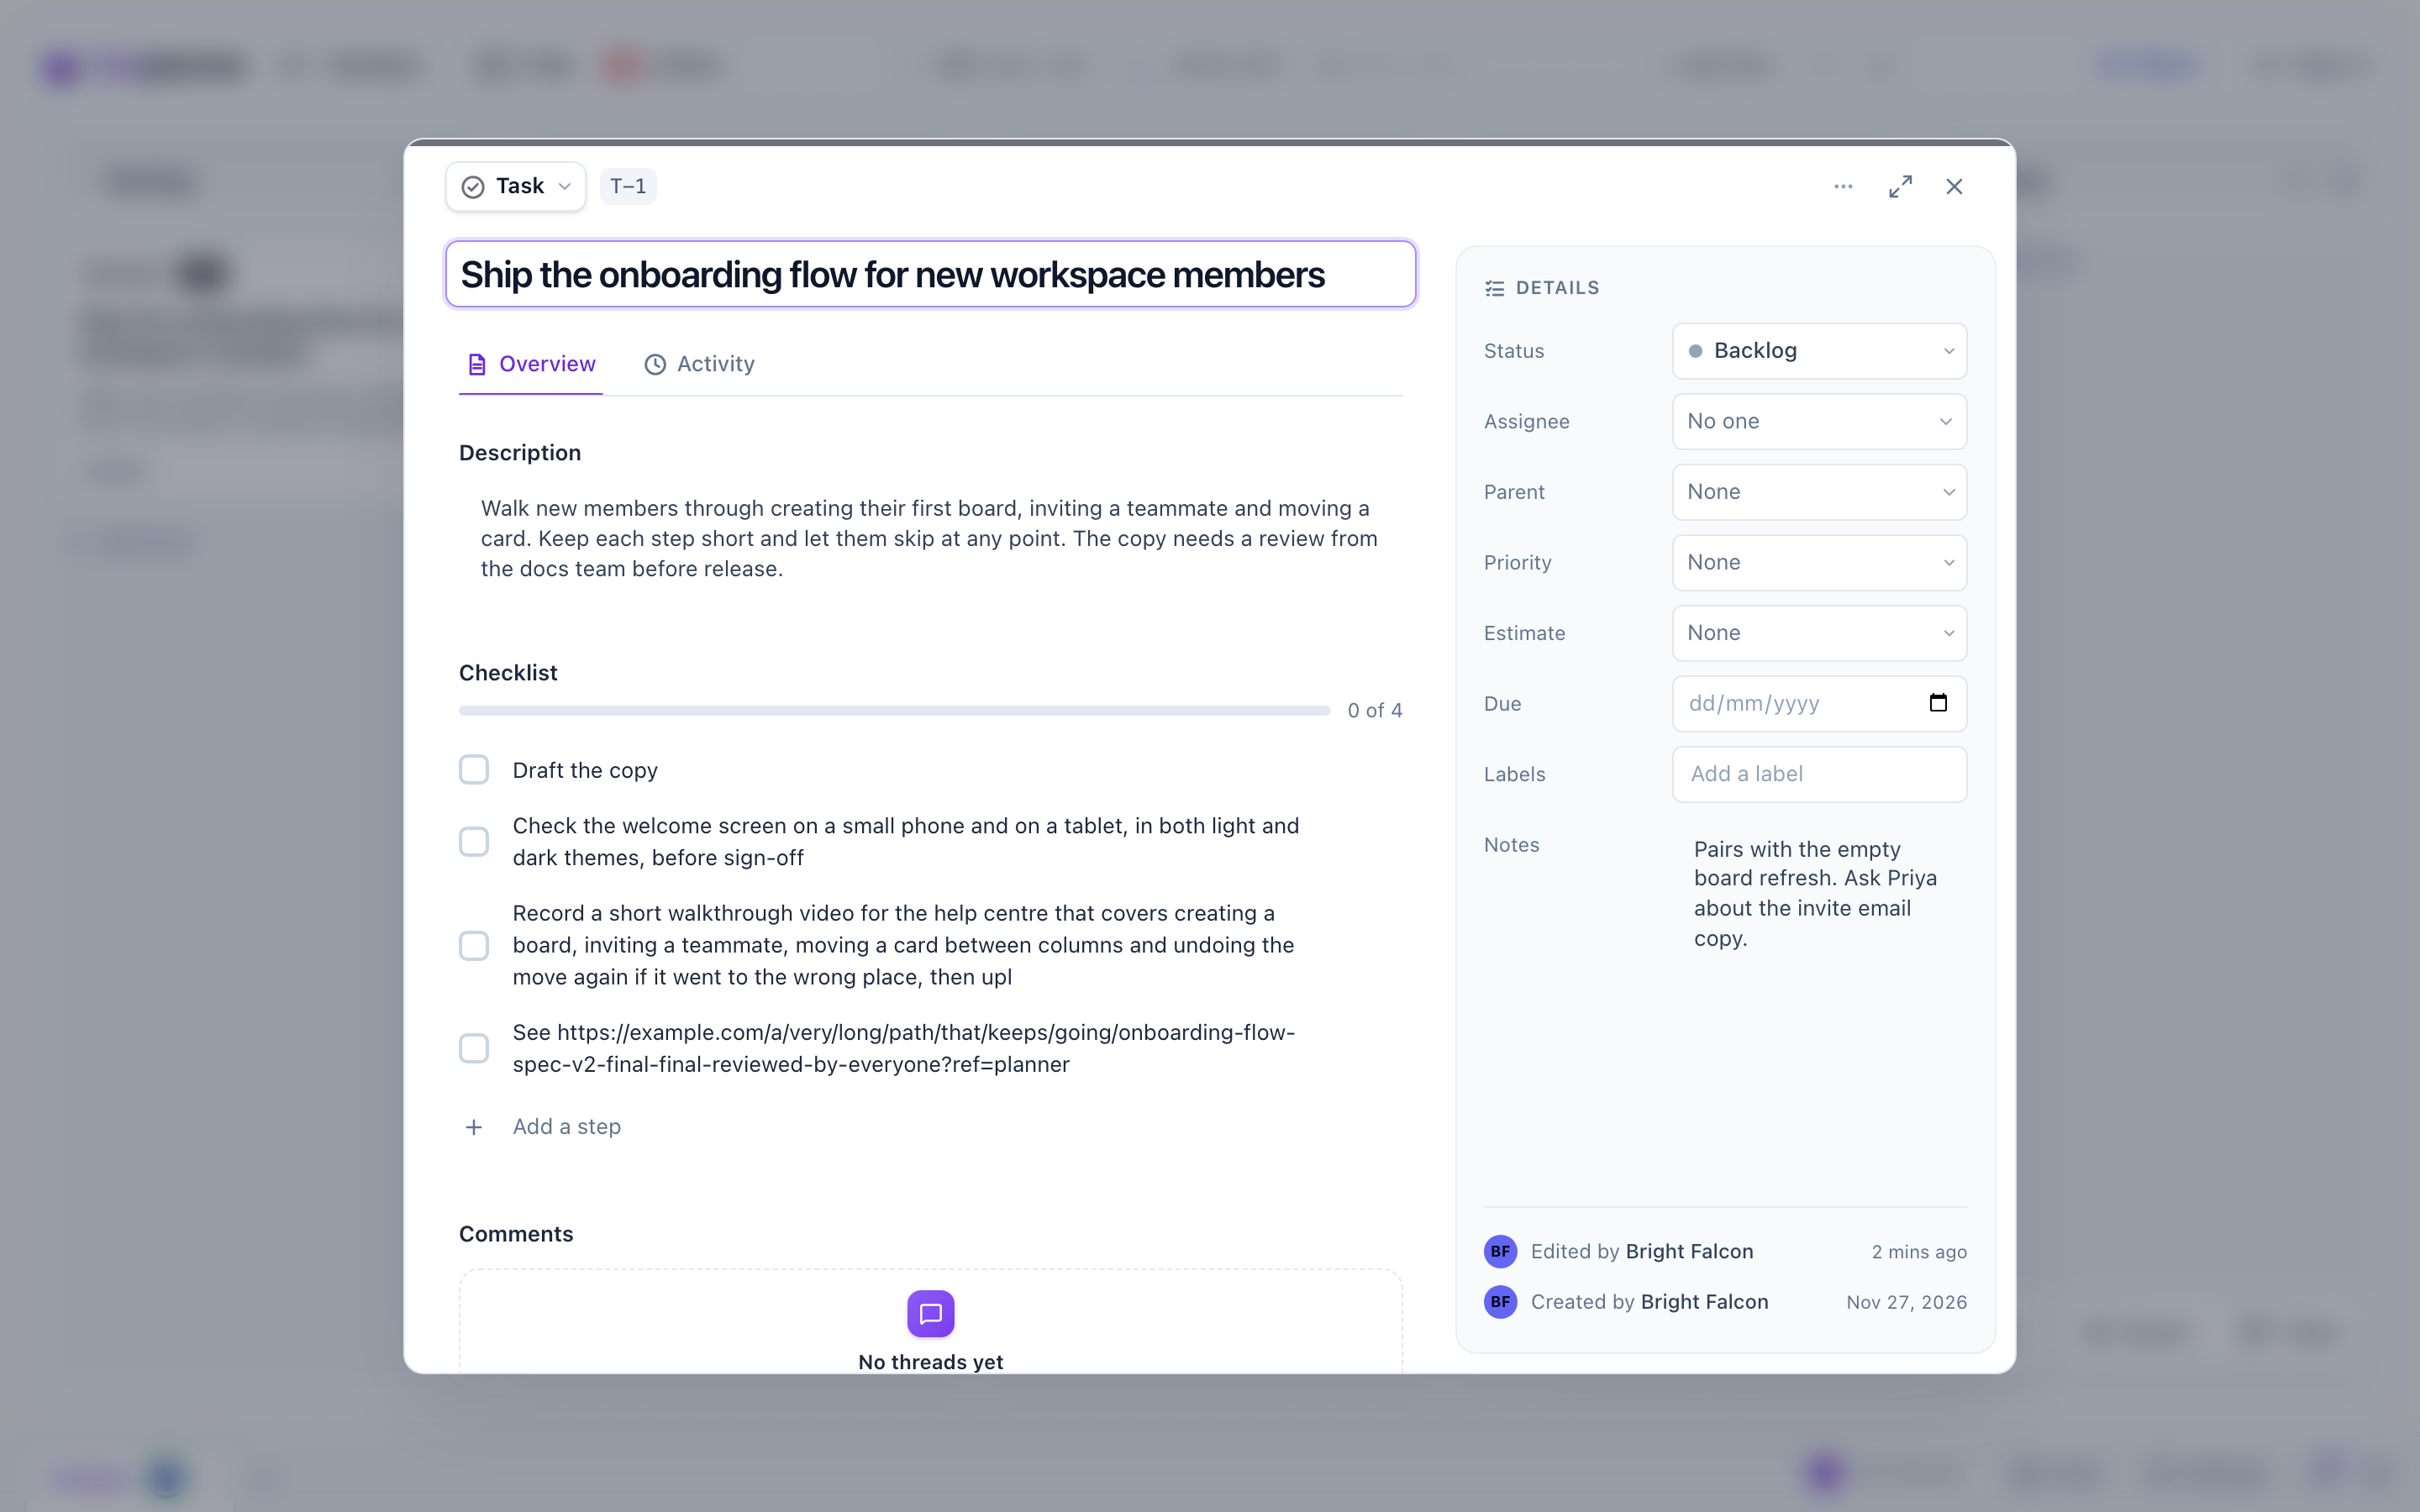 Task
T-1
Ship the onboarding flow for new workspace members
Overview
Activity
Description
Walk new members through creating their first board, inviting a teammate and moving a
card. Keep each step short and let them skip at any point. The copy needs a review from
the docs team before release.
Checklist
0 of 4
Draft the copy
Check the welcome screen on a small phone and on a tablet, in both light and
dark themes, before sign-off
Record a short walkthrough video for the help centre that covers creating a
board, inviting a teammate, moving a card between columns and undoing the
move again if it went to the wrong place, then upl
See https://example.com/a/very/long/path/that/keeps/going/onboarding-flow-
spec-v2-final-final-reviewed-by-everyone?ref=planner
Add a step
Comments
No threads yet
DETAILS
Status
Backlog
Assignee
No one
Parent
None
Priority
None
Estimate
None
Due
dd/mm/yyyy
Labels
Add a label
Notes
Pairs with the empty
board refresh. Ask Priya
about the invite email
copy.
BF Edited by Bright Falcon 2 mins ago
BF Created by Bright Falcon Nov 27, 2026